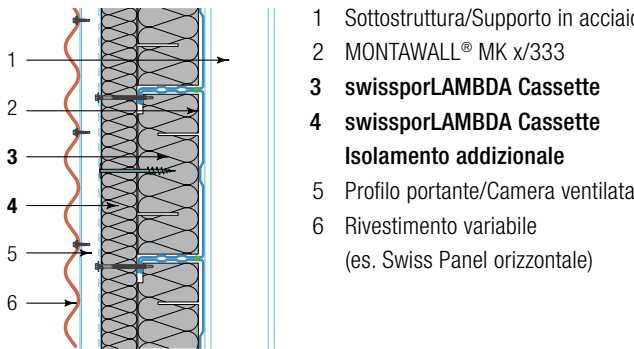 1 Sottostruttura/Supporto in acciaio
2 MONTAWALL® MK x/333
3 swissporLAMBDA Cassette
4 swissporLAMBDA Cassette
Isolamento addizionale
5 Profilo portante/Camera ventilata
6 Rivestimento variabile
(es. Swiss Panel orizzontale)
1
2
3
4
5
6